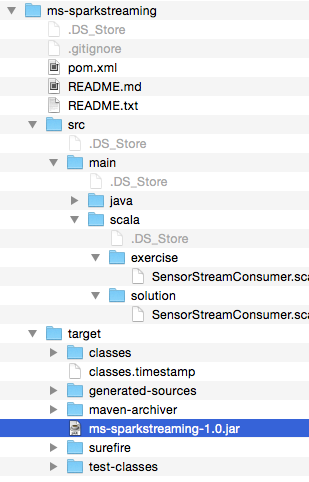 ms-sparkstreaming
.DS_Store
.gitignore
pom.xml
README.md
README.txt
src
.DS_Store
main
.DS_Store
java
scala
.DS_Store
exercise
SensorStreamConsumer.sca
solution
SensorStreamConsumer.sca
target
classes
classes.timestamp
generated-sources
maven-archiver
ms-sparkstreaming-1.0.jar
surefire
test-classes